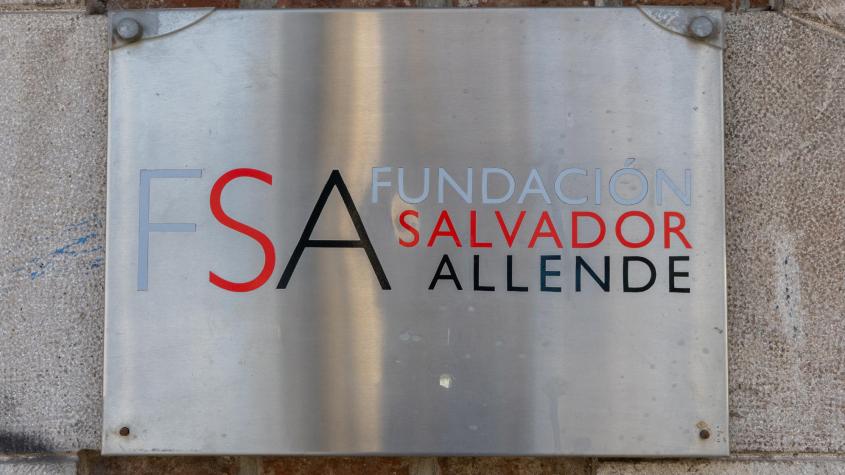 FSA
FUNDACIÓN
SALVADOR
ALLENDE